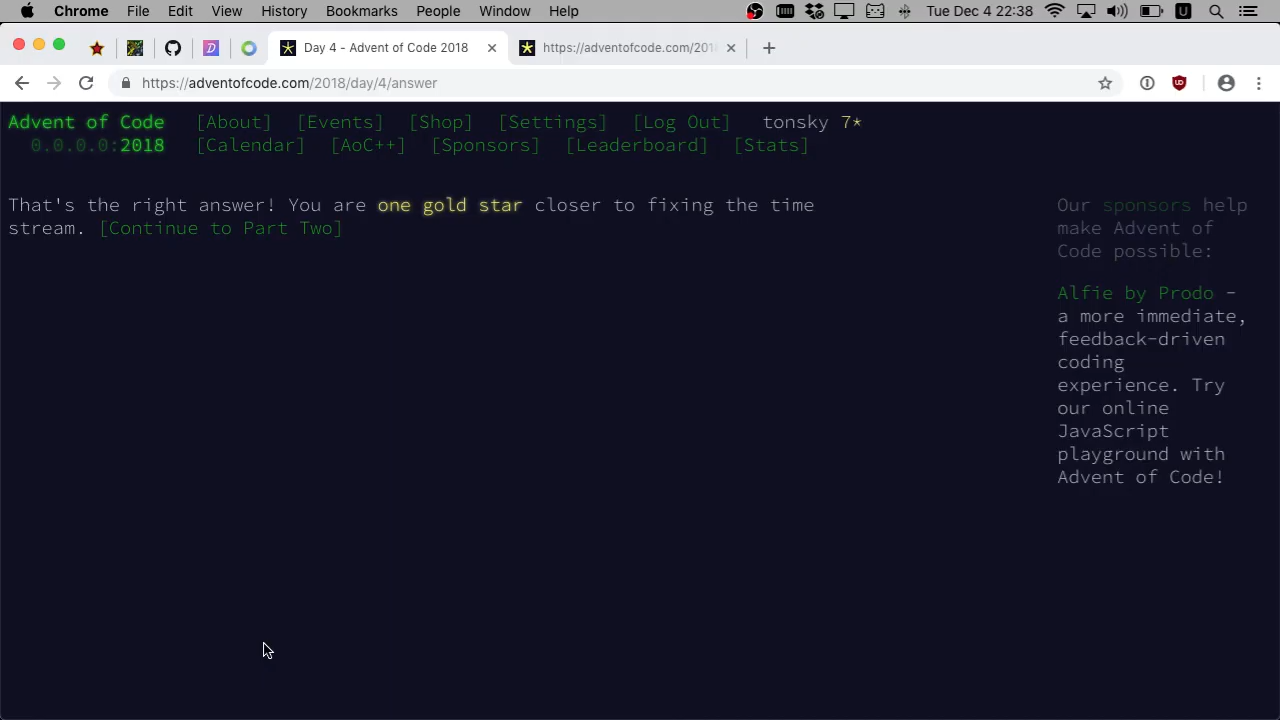 Chrome File Edit View History Bookmarks People Window Help Tue Dec 4 22:38 U
Day 4 - Advent of Code 2018 https://adventofcode.com/201
https://adventofcode.com/2018/day/4/answer
Advent of Code [About] [Events] [Shop] [Settings] [Log Out] tonsky 7*
0.0.0.0:2018 [Calendar] [AoC++] [Sponsors] [Leaderboard] [Stats]
That's the right answer! You are one gold star closer to fixing the time
stream. [Continue to Part Two]
Our sponsors help
make Advent of
Code possible:
Alfie by Prodo -
a more immediate,
feedback-driven
coding
experience. Try
our online
JavaScript
playground with
Advent of Code!